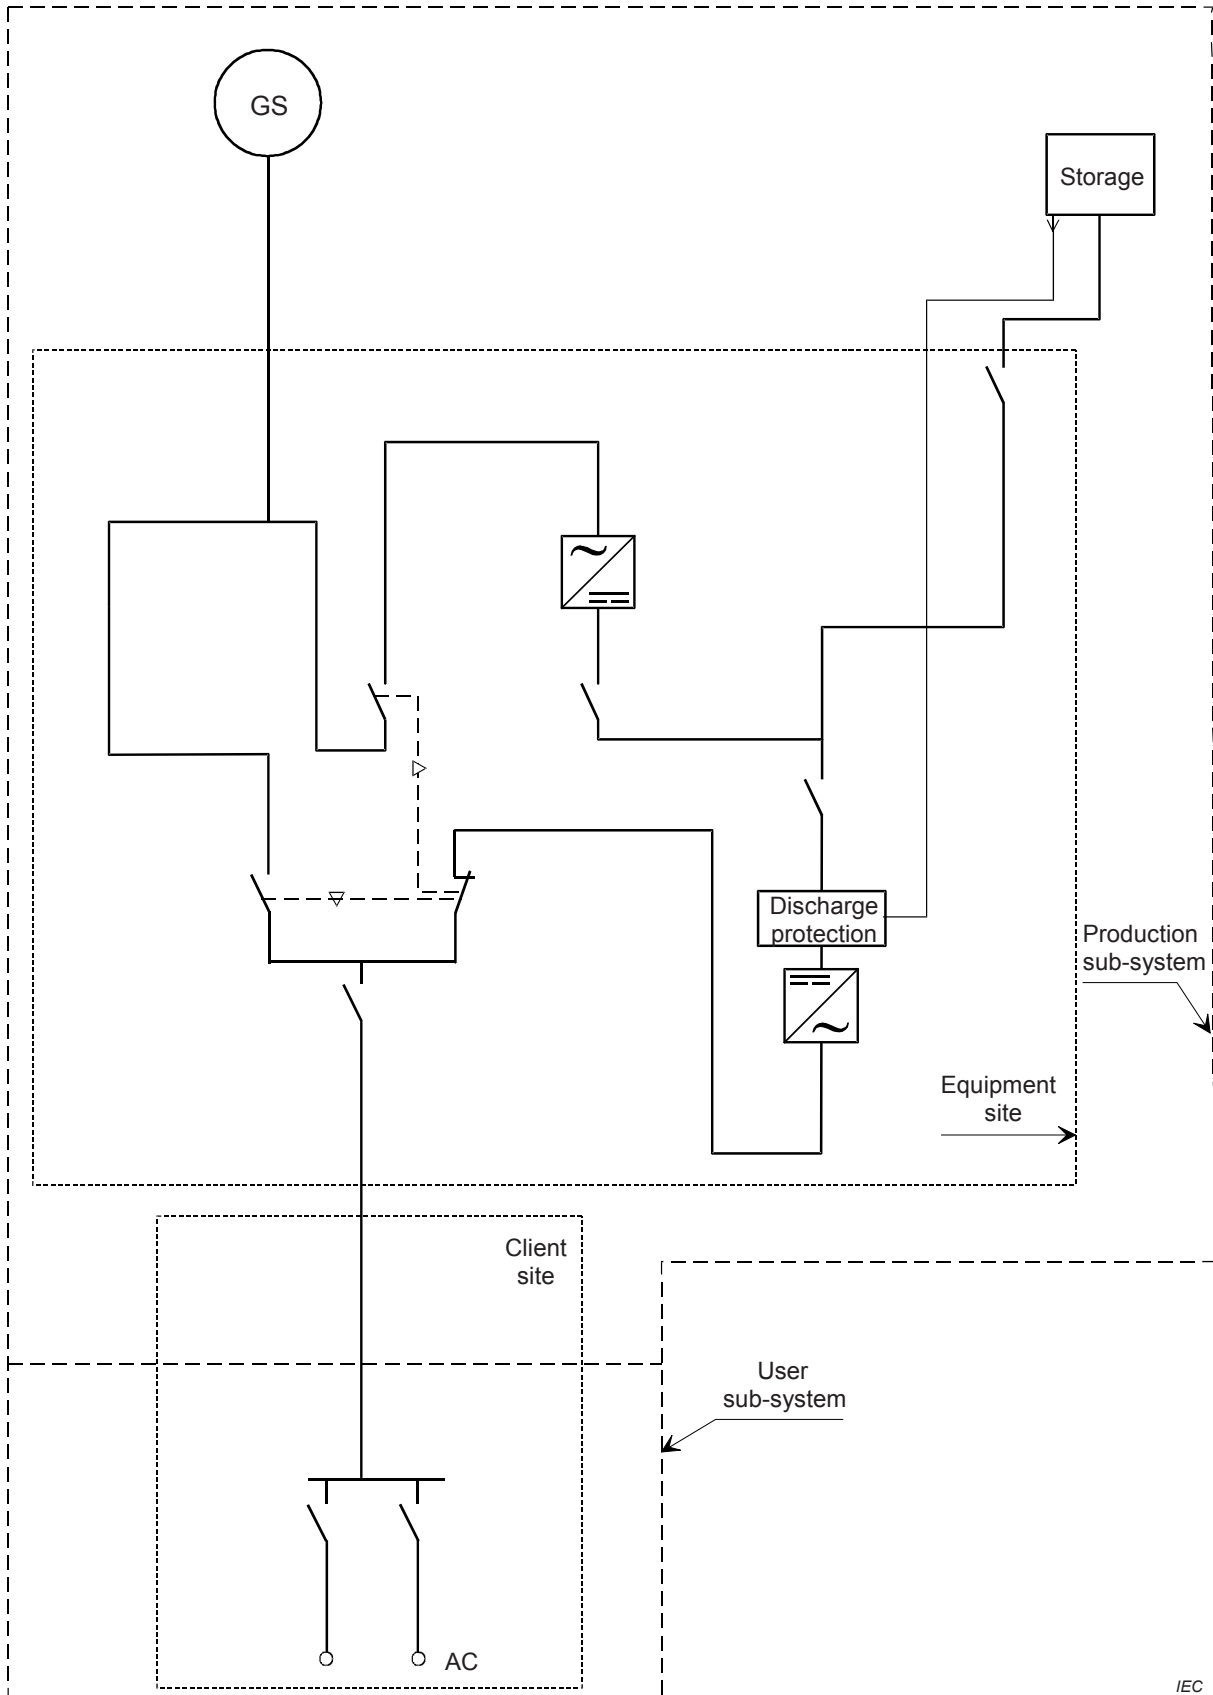 GS
Storage
Discharge
protection
Production
sub-system
Equipment
site
Client
site
User
sub-system
AC
IEC